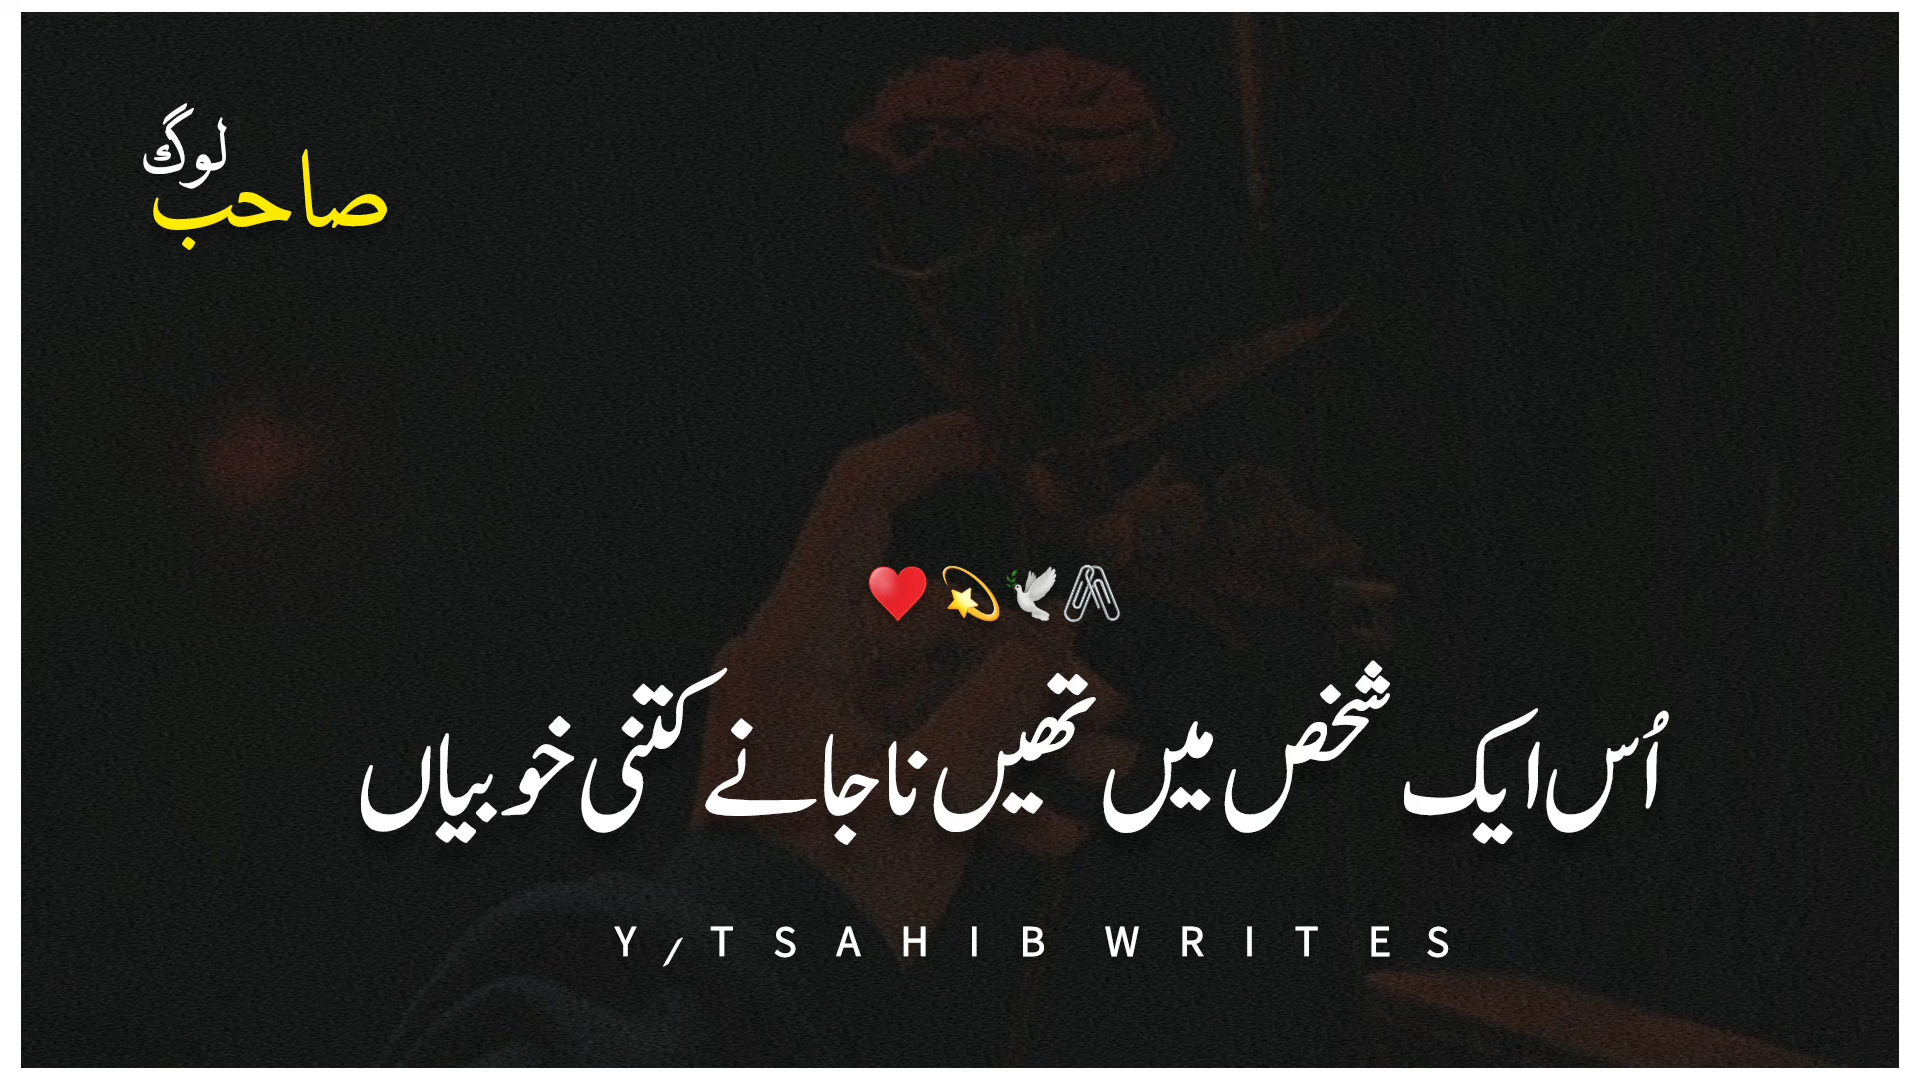 لوگ
صاحب
♥️💫🕊️🖇️
اُس ایک شخص میں تھیں نا جانے کتنی خوبیاں
Y/T SAHIB WRITES